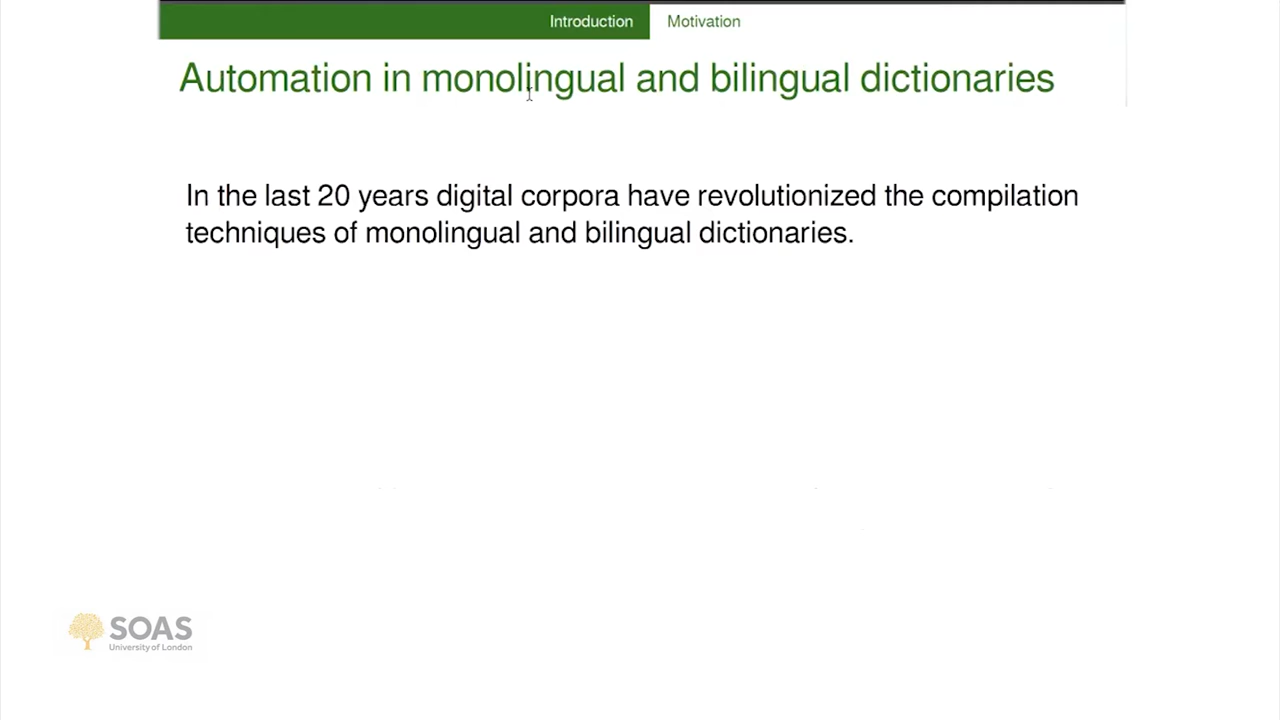 Introduction Motivation
Automation in monolingual and bilingual dictionaries
In the last 20 years digital corpora have revolutionized the compilation
techniques of monolingual and bilingual dictionaries.
SOAS
University of London